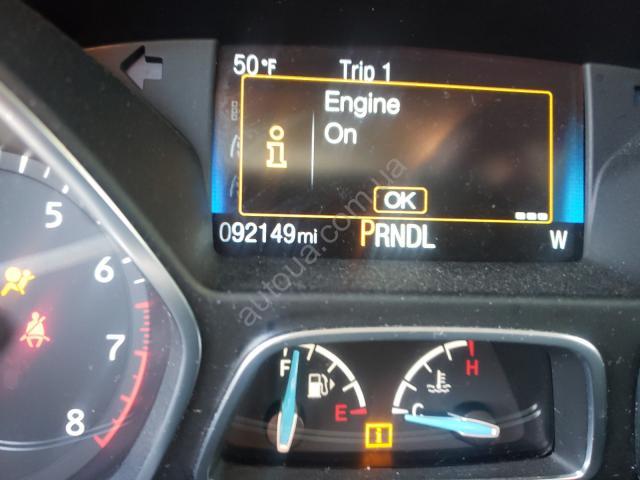 50°F Trip 1
Engine
On
i
OK
092149mi PRNDL W
5
6
7
8
F
E
H
C
i
autoua.com.ua